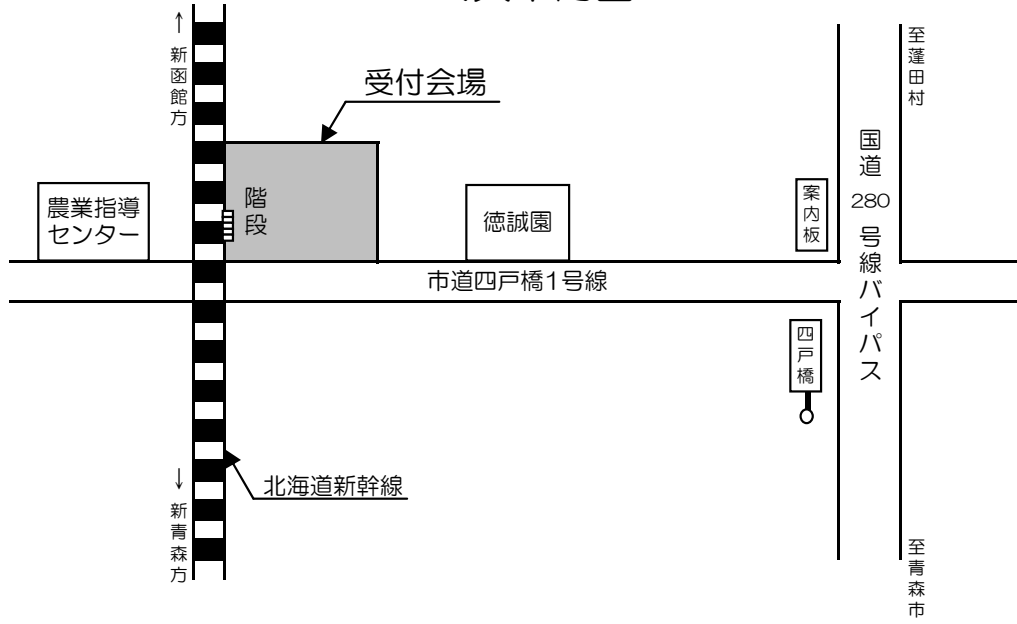 ↑新函館方
受付会場
農業指導
センター
階段
徳誠園
案内板
国道280号線バイパス
至蓬田村
市道四戸橋1号線
四戸橋
北海道新幹線
↓新青森方
至青森市